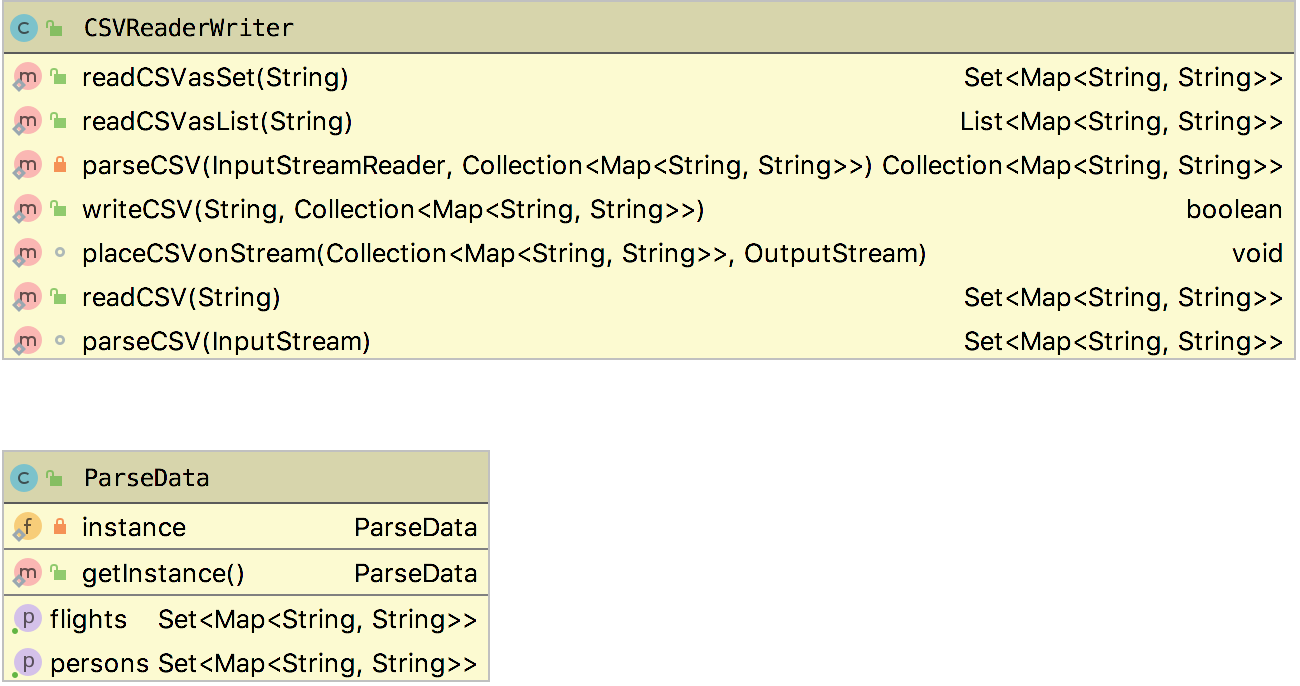 C CSVReaderWriter
m readCSVasSet(String) Set<Map<String, String>>
m readCSVasList(String) List<Map<String, String>>
m parseCSV(InputStreamReader, Collection<Map<String, String>>) Collection<Map<String, String>>
m writeCSV(String, Collection<Map<String, String>>) boolean
m placeCSVonStream(Collection<Map<String, String>>, OutputStream) void
m readCSV(String) Set<Map<String, String>>
m parseCSV(InputStream) Set<Map<String, String>>
C ParseData
f instance ParseData
m getInstance() ParseData
p flights Set<Map<String, String>>
p persons Set<Map<String, String>>